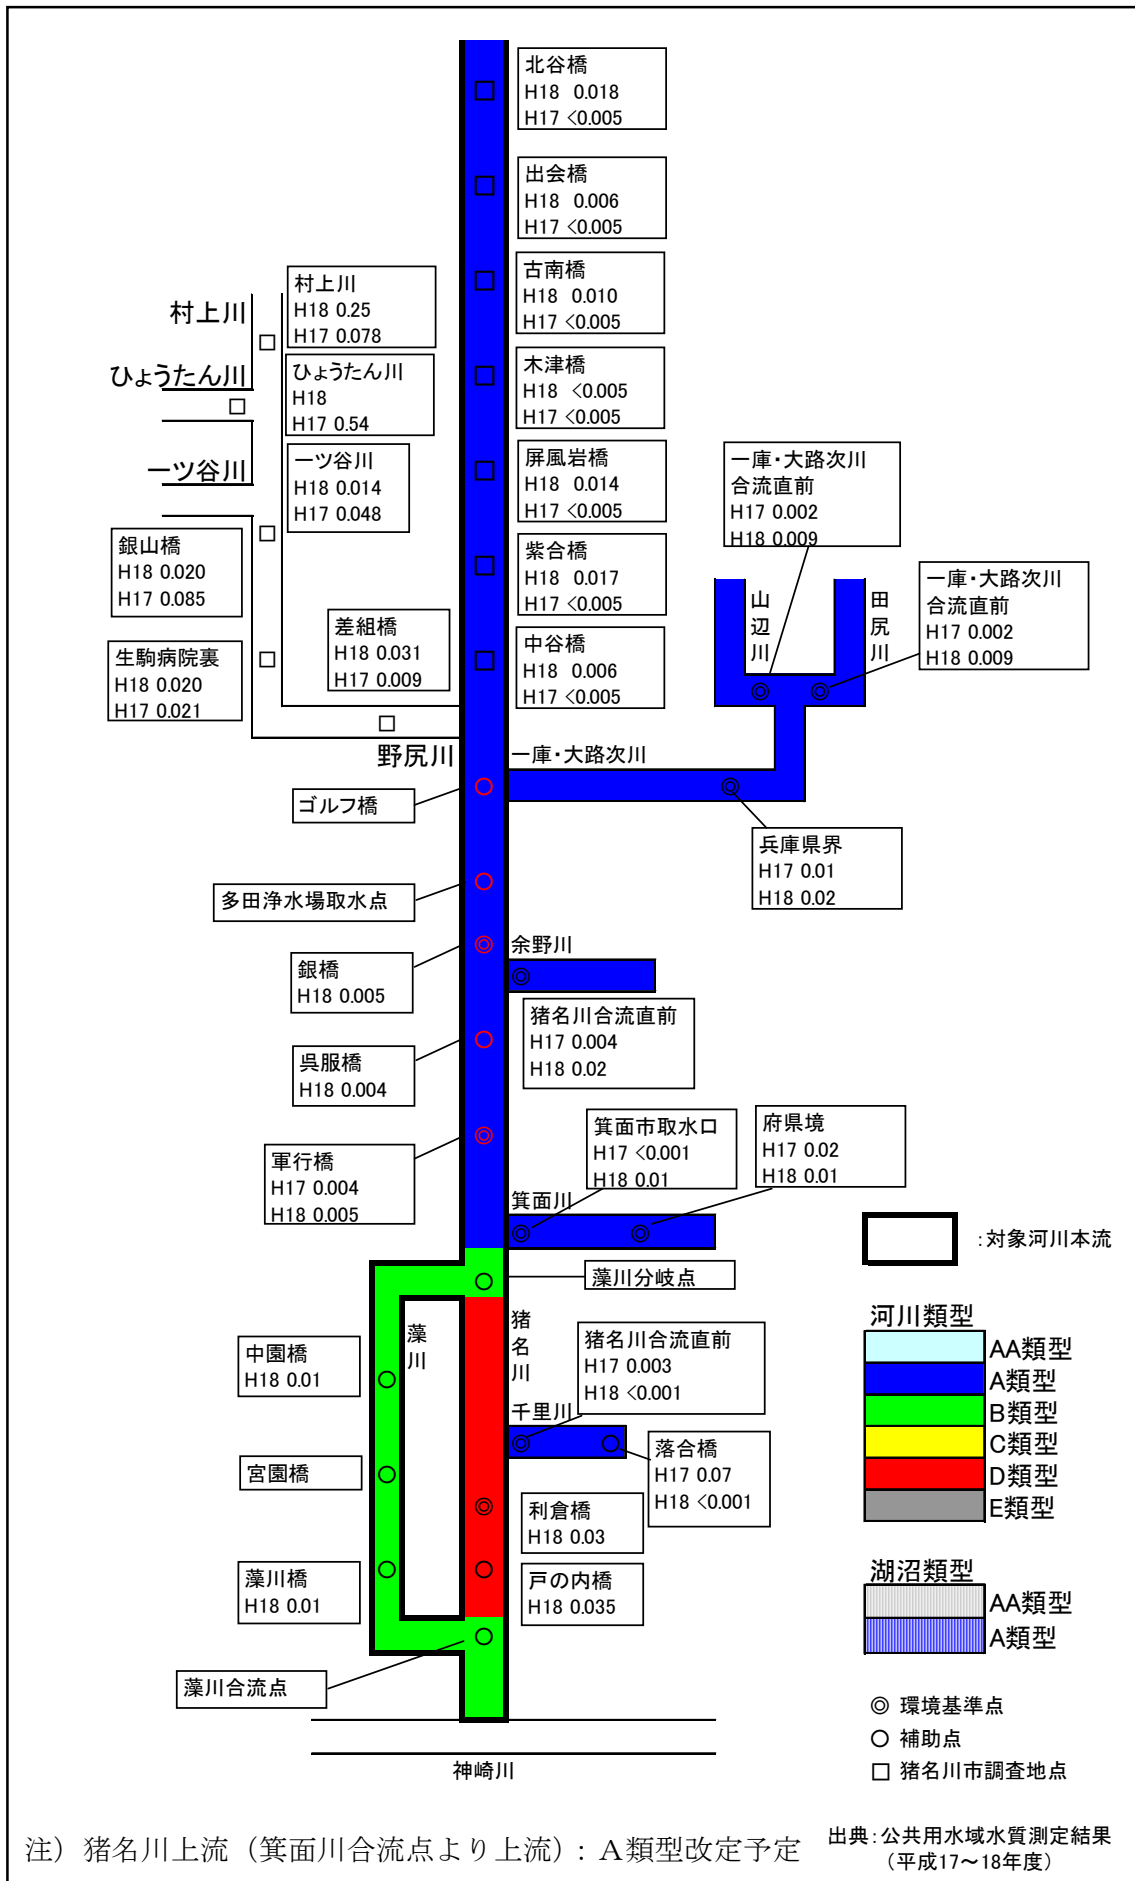 北谷橋
H18 0.018
H17 <0.005
出会橋
H18 0.006
H17 <0.005
古南橋
H18 0.010
H17 <0.005
木津橋
H18 <0.005
H17 <0.005
屏風岩橋
H18 0.014
H17 <0.005
紫合橋
H18 0.017
H17 <0.005
中谷橋
H18 0.006
H17 <0.005
村上川
村上川
H18 0.25
H17 0.078
ひょうたん川
ひょうたん川
H18
H17 0.54
一ツ谷川
一ツ谷川
H18 0.014
H17 0.048
銀山橋
H18 0.020
H17 0.085
生駒病院裏
H18 0.020
H17 0.021
差組橋
H18 0.031
H17 0.009
野尻川
一庫・大路次川
合流直前
H17 0.002
H18 0.009
一庫・大路次川
合流直前
H17 0.002
H18 0.009
山辺川
田尻川
一庫・大路次川
兵庫県界
H17 0.01
H18 0.02
ゴルフ橋
多田浄水場取水点
銀橋
H18 0.005
余野川
猪名川合流直前
H17 0.004
H18 0.02
呉服橋
H18 0.004
軍行橋
H17 0.004
H18 0.005
箕面市取水口
H17 <0.001
H18 0.01
府県境
H17 0.02
H18 0.01
箕面川
藻川分岐点
藻川
猪名川
中園橋
H18 0.01
猪名川合流直前
H17 0.003
H18 <0.001
千里川
落合橋
H17 0.07
H18 <0.001
宮園橋
利倉橋
H18 0.03
藻川橋
H18 0.01
戸の内橋
H18 0.035
藻川合流点
神崎川
:対象河川本流
河川類型
AA類型
A類型
B類型
C類型
D類型
E類型
湖沼類型
AA類型
A類型
◎ 環境基準点
○ 補助点
□ 猪名川市調査地点
注）猪名川上流（箕面川合流点より上流）: A類型改定予定
出典:公共用水域水質測定結果
（平成17～18年度）